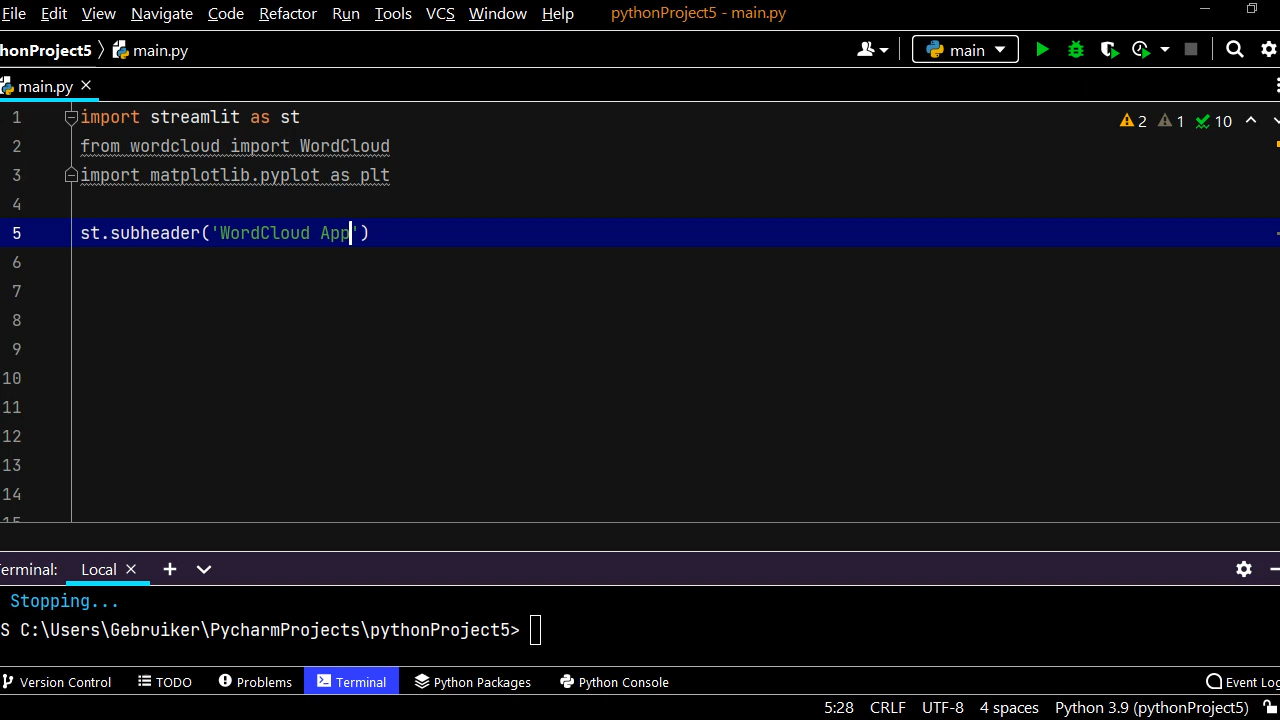 File Edit View Navigate Code Refactor Run Tools VCS Window Help pythonProject5 - main.py
honProject5 main.py main
main.py
2 1 10
1 import streamlit as st
2 from wordcloud import WordCloud
3 import matplotlib.pyplot as plt
4
5 st.subheader('WordCloud App')
6
7
8
9
10
11
12
13
14
15
erminal: Local
Stopping...
S C:\Users\Gebruiker\PycharmProjects\pythonProject5>
Version Control TODO Problems Terminal Python Packages Python Console Event Log
5:28 CRLF UTF-8 4 spaces Python 3.9 (pythonProject5)